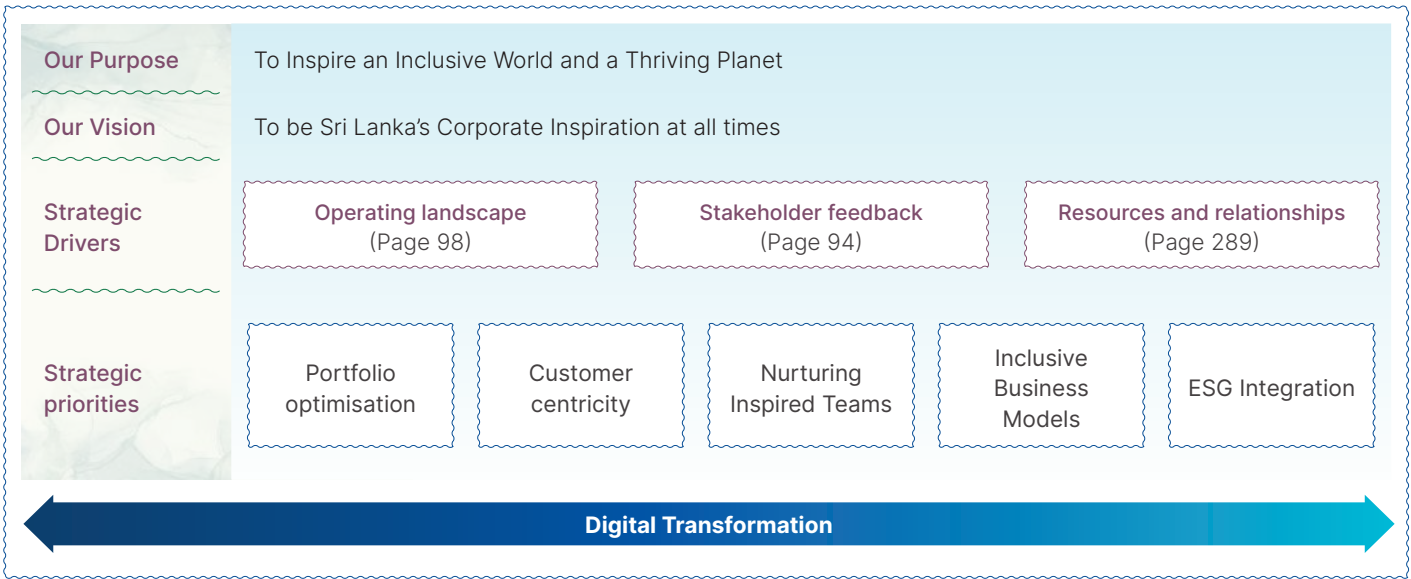 Our Purpose
To Inspire an Inclusive World and a Thriving Planet
Our Vision
To be Sri Lanka’s Corporate Inspiration at all times
Strategic
Drivers
Operating landscape
(Page 98)
Stakeholder feedback
(Page 94)
Resources and relationships
(Page 289)
Strategic
priorities
Portfolio
optimisation
Customer
centricity
Nurturing
Inspired Teams
Inclusive
Business
Models
ESG Integration
Digital Transformation